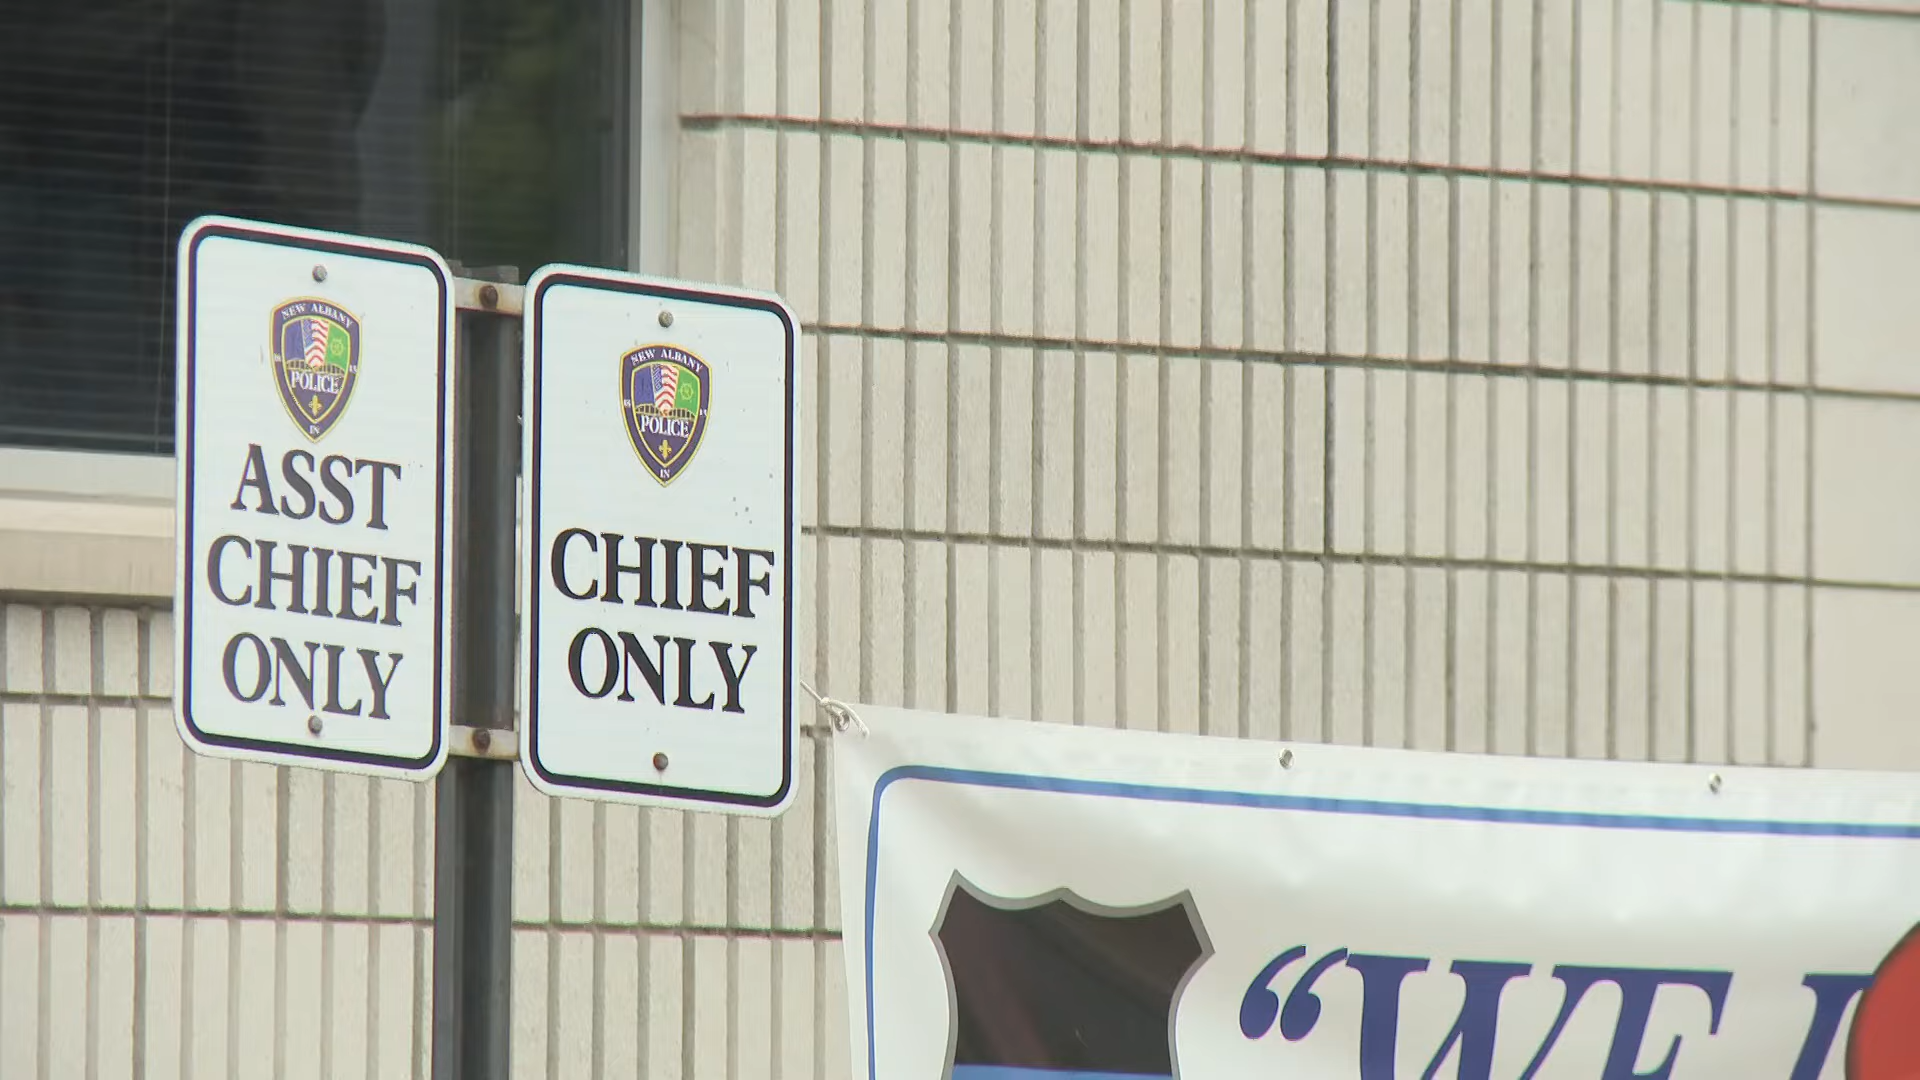 NEW ALBANY
POLICE
IN
ASST
CHIEF
ONLY
NEW ALBANY
POLICE
IN
CHIEF
ONLY
“WE